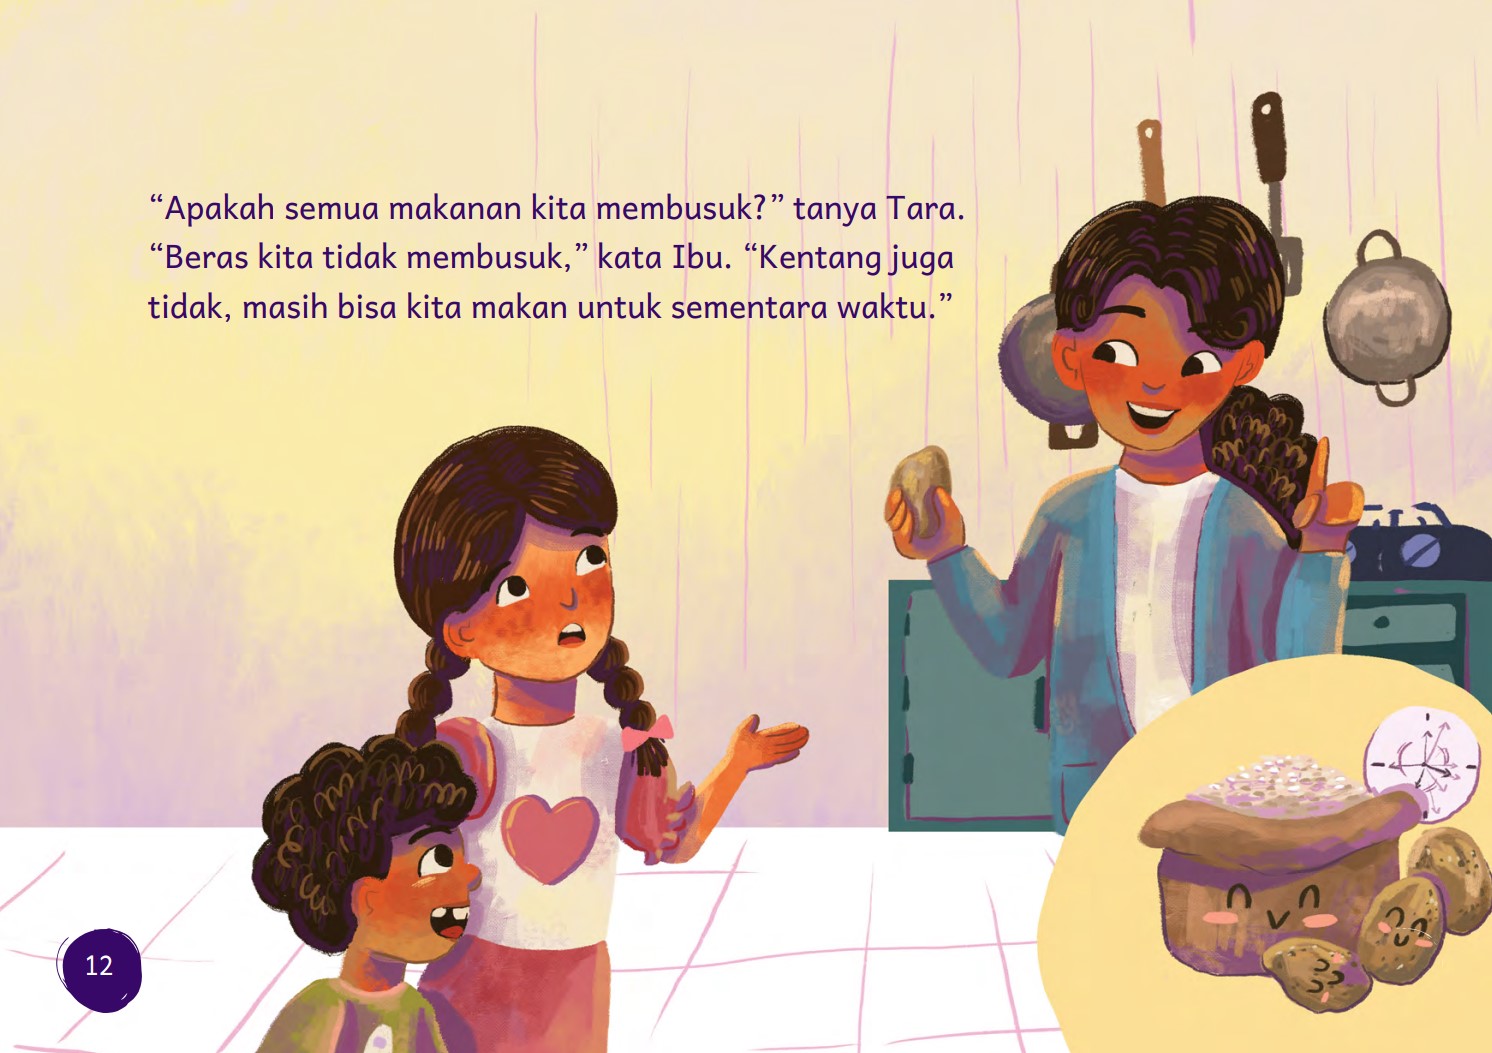 “Apakah semua makanan kita membusuk?” tanya Tara.
“Beras kita tidak membusuk,” kata Ibu. “Kentang juga
tidak, masih bisa kita makan untuk sementara waktu.”
12